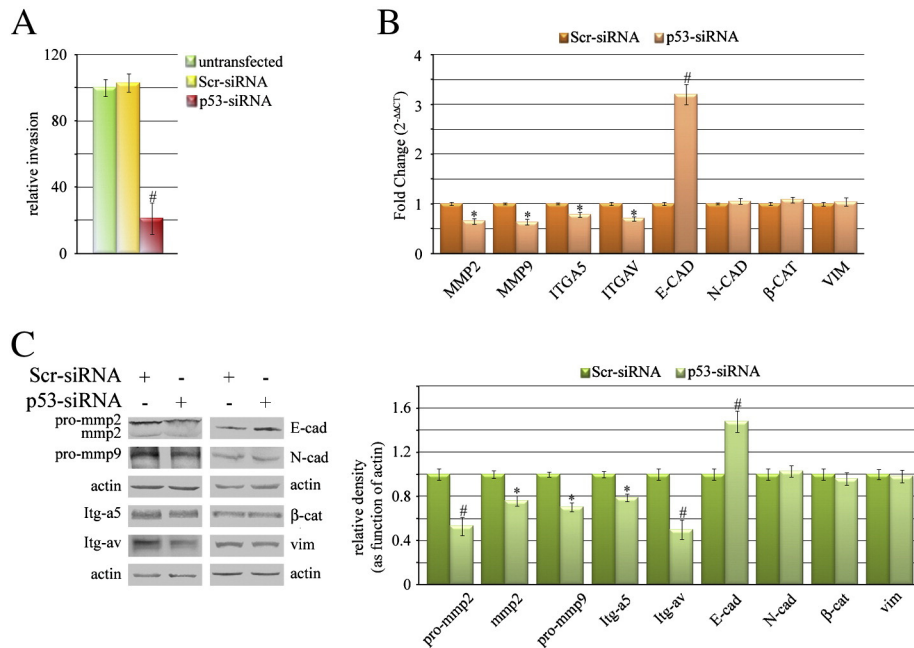 A
120
80
40
0
relative invasion
untransfected
Scr-siRNA
p53-siRNA
#
B
Scr-siRNA p53-siRNA
4
3
2
1
0
Fold Change (2-ΔΔCT)
* * * * #
MMP2 MMP9 ITGA5 ITGAV E-CAD N-CAD β-CAT VIM
C
Scr-siRNA + - + -
p53-siRNA - + - +
pro-mmp2
mmp2
E-cad
pro-mmp9 N-cad
actin actin
Itg-a5 β-cat
Itg-av vim
actin actin
Scr-siRNA p53-siRNA
1.6
1.2
0.8
0.4
0
relative density
(as function of actin)
# * * * # #
pro-mmp2 mmp2 pro-mmp9 Itg-a5 Itg-av E-cad N-cad β-cat vim